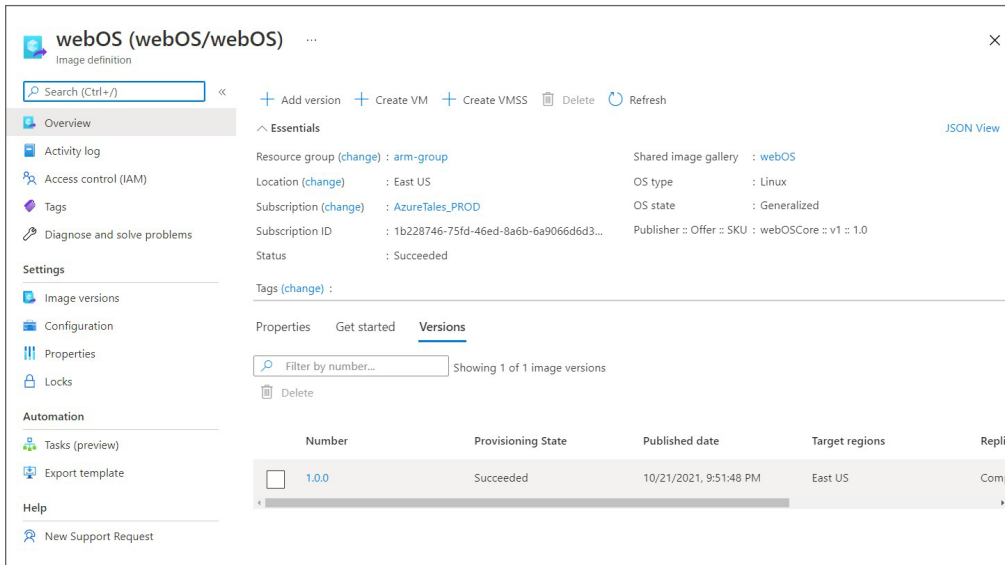 webOS (webOS/webOS) ...
Image definition
Search (Ctrl+/)
Overview
Activity log
Access control (IAM)
Tags
Diagnose and solve problems
Settings
Image versions
Configuration
Properties
Locks
Automation
Tasks (preview)
Export template
Help
New Support Request
Add version Create VM Create VMSS Delete Refresh
Essentials JSON View
Resource group (change) : arm-group
Location (change) : East US
Subscription (change) : AzureTales_PROD
Subscription ID : 1b228746-75fd-46ed-8a6b-6a9066d6d3...
Status : Succeeded
Shared image gallery : webOS
OS type : Linux
OS state : Generalized
Publisher :: Offer :: SKU : webOSCore :: v1 :: 1.0
Tags (change) :
Properties Get started Versions
Filter by number... Showing 1 of 1 image versions
Delete
Number Provisioning State Published date Target regions Repli
1.0.0 Succeeded 10/21/2021, 9:51:48 PM East US Com